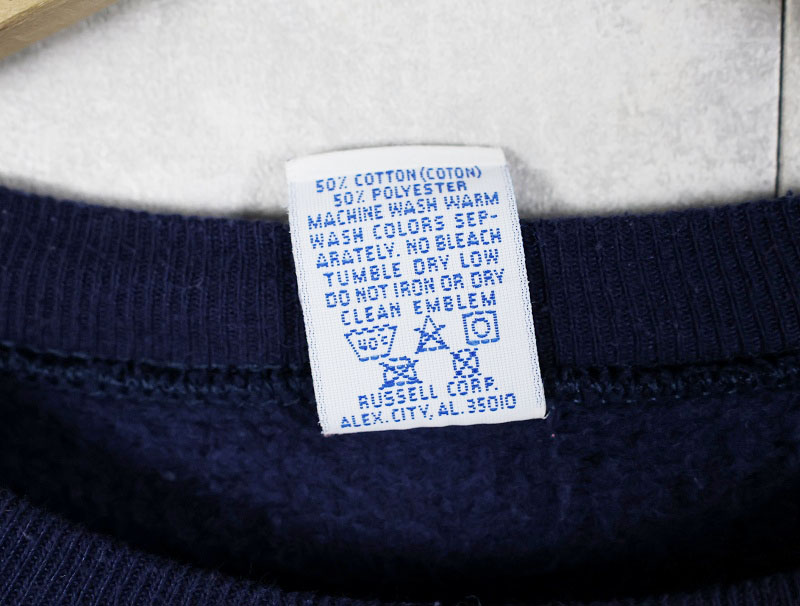 50% COTTON (COTON)
50% POLYESTER
MACHINE WASH WARM
WASH COLORS SEP-
ARATELY. NO BLEACH
TUMBLE DRY LOW
DO NOT IRON OR DRY
CLEAN EMBLEM
40C
RUSSELL CORP.
ALEX. CITY, AL. 35010